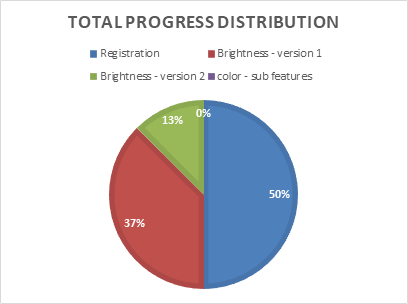 TOTAL PROGRESS DISTRIBUTION
Registration Brightness - version 1
Brightness - version 2 color - sub features
13% 0%
50%
37%